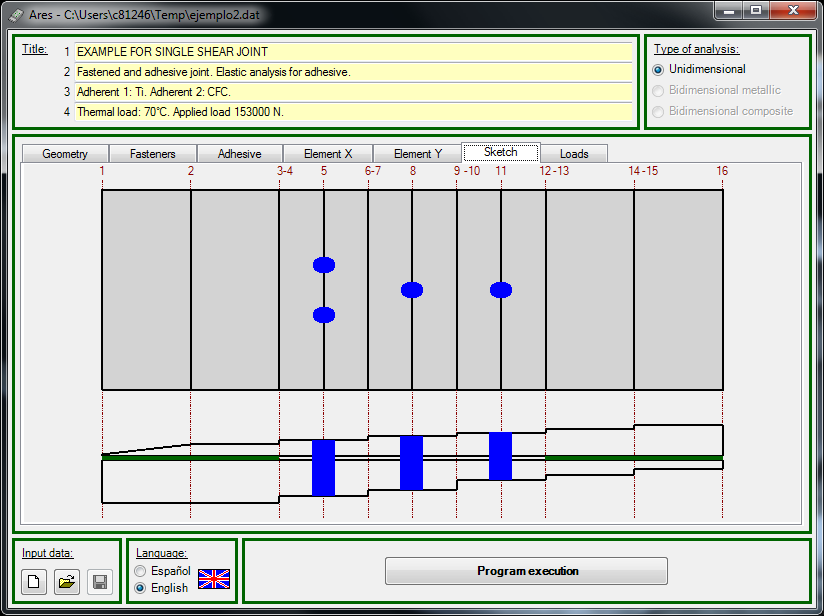 Ares - C:\Users\c81246\Temp\ejemplo2.dat
Title:
1 EXAMPLE FOR SINGLE SHEAR JOINT
2 Fastened and adhesive joint. Elastic analysis for adhesive.
3 Adherent 1: Ti. Adherent 2: CFC.
4 Thermal load: 70°C. Applied load 153000 N.
Type of analysis:
Unidimensional
Bidimensional metallic
Bidimensional composite
Geometry Fasteners Adhesive Element X Element Y Sketch Loads
1 2 3-4 5 6-7 8 9 -10 11 12 -13 14 -15 16
Input data:
Language:
Español
English
Program execution